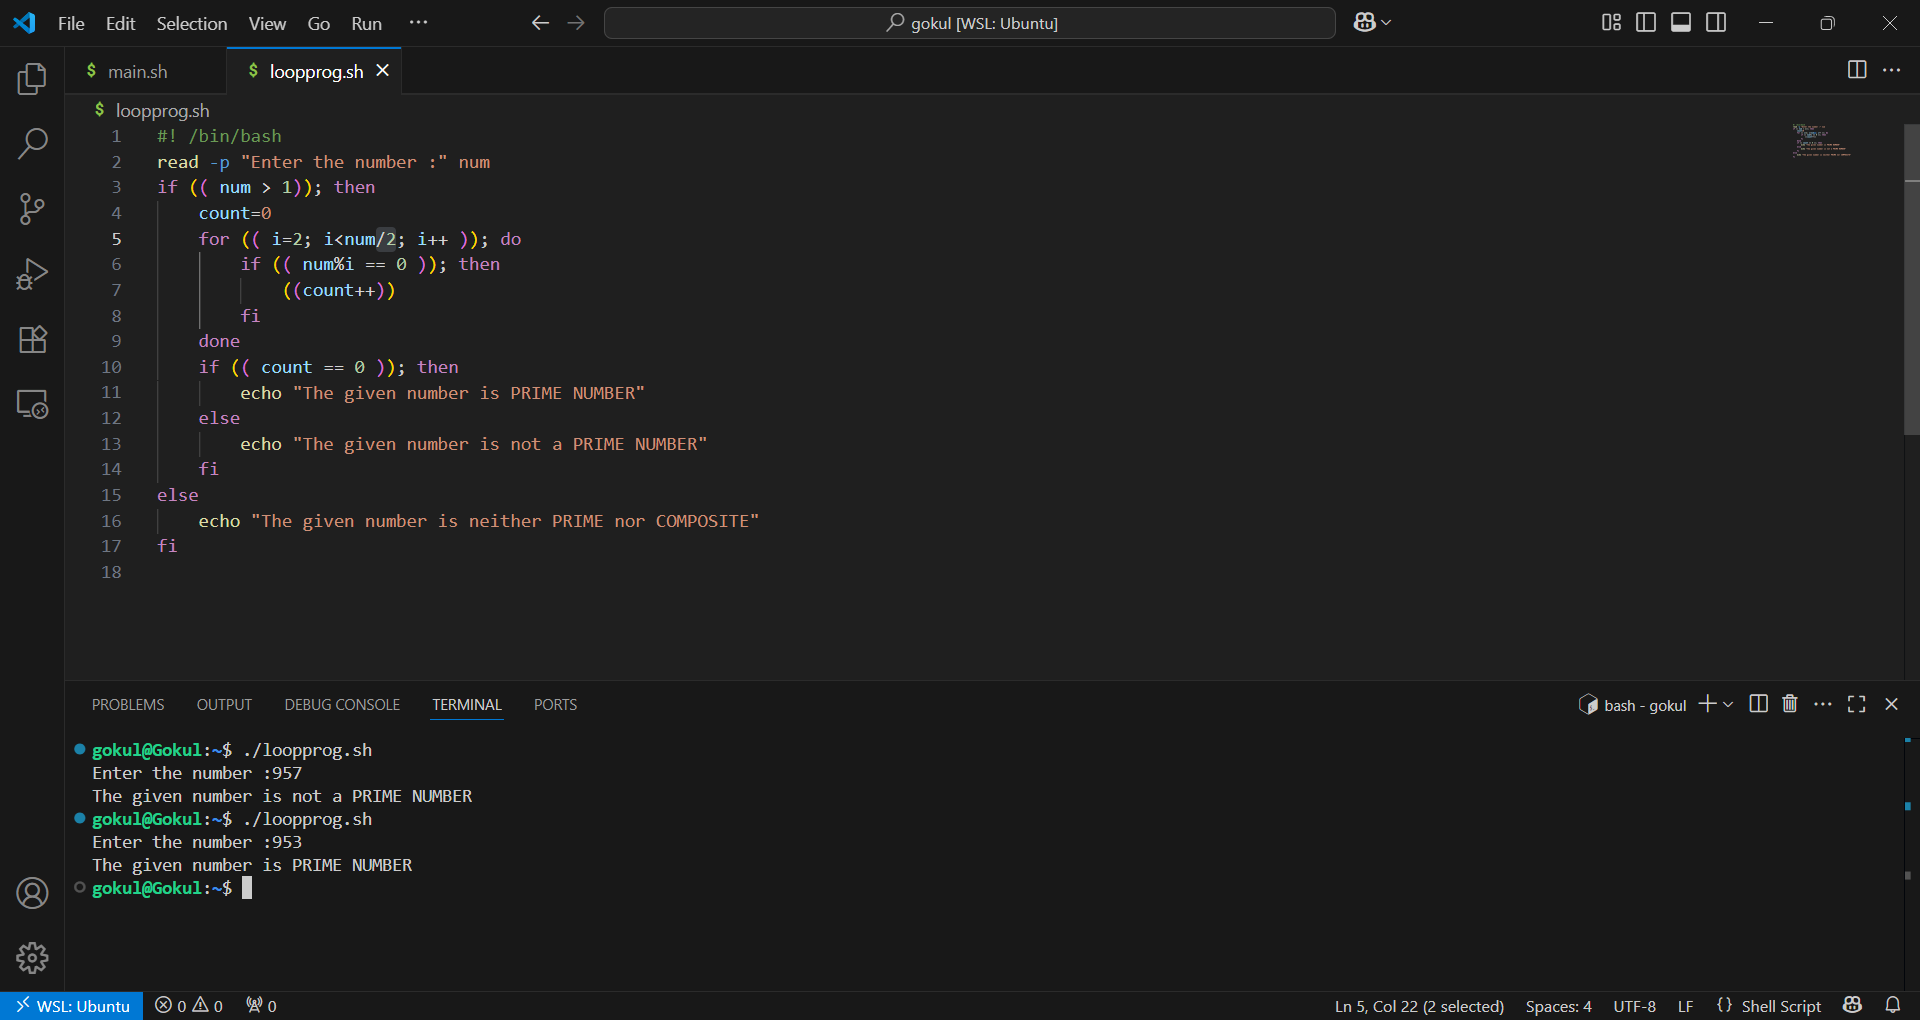 File Edit Selection View Go Run ··· gokul [WSL: Ubuntu]
$ main.sh $ loopprog.sh
$ loopprog.sh
1 #! /bin/bash
2 read -p "Enter the number :" num
3 if (( num > 1)); then
4     count=0
5     for (( i=2; i<num/2; i++ )); do
6         if (( num%i == 0 )); then
7             ((count++))
8         fi
9     done
10     if (( count == 0 )); then
11         echo "The given number is PRIME NUMBER"
12     else
13         echo "The given number is not a PRIME NUMBER"
14     fi
15 else
16     echo "The given number is neither PRIME nor COMPOSITE"
17 fi
18
PROBLEMS OUTPUT DEBUG CONSOLE TERMINAL PORTS bash - gokul
gokul@Gokul:~$ ./loopprog.sh
Enter the number :957
The given number is not a PRIME NUMBER
gokul@Gokul:~$ ./loopprog.sh
Enter the number :953
The given number is PRIME NUMBER
gokul@Gokul:~$
WSL: Ubuntu 0 0 0 Ln 5, Col 22 (2 selected) Spaces: 4 UTF-8 LF {} Shell Script